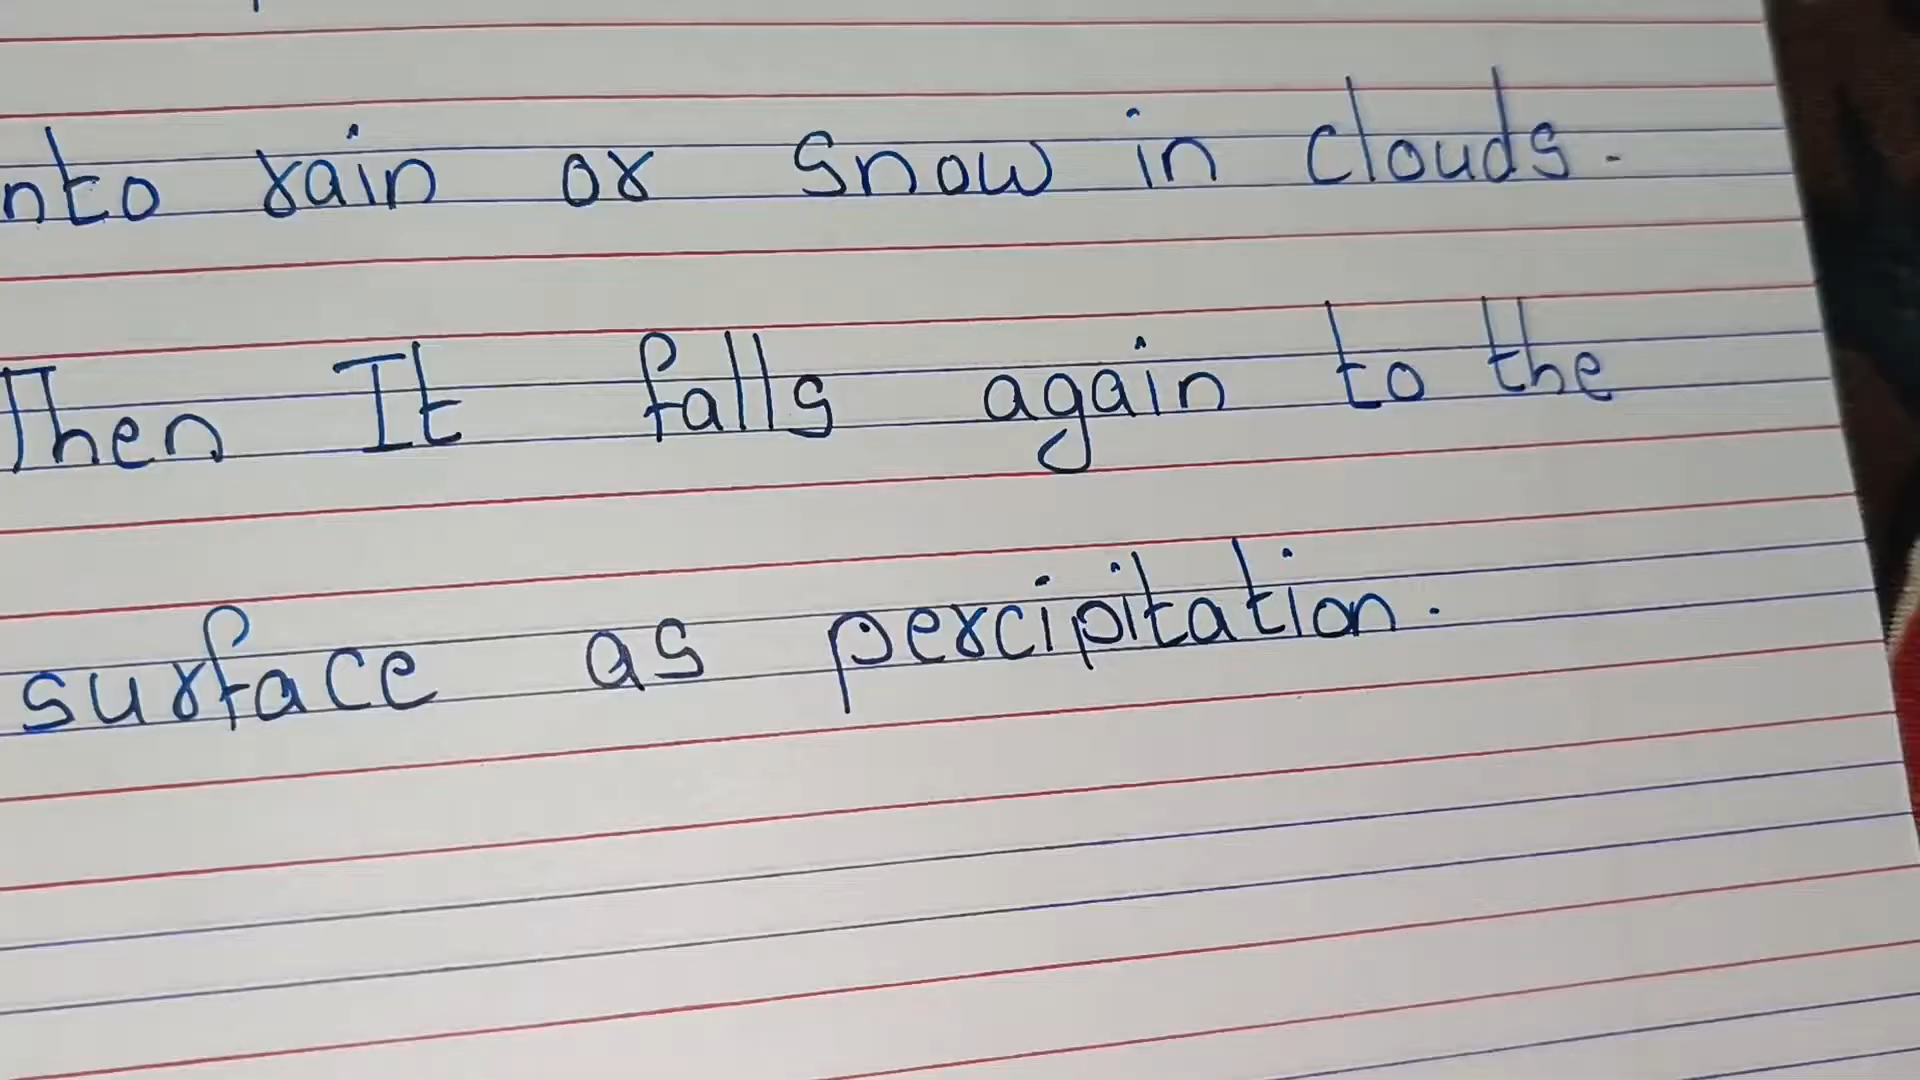 nto rain or Snow in clouds.
Then It falls again to the
surface as percipitation.